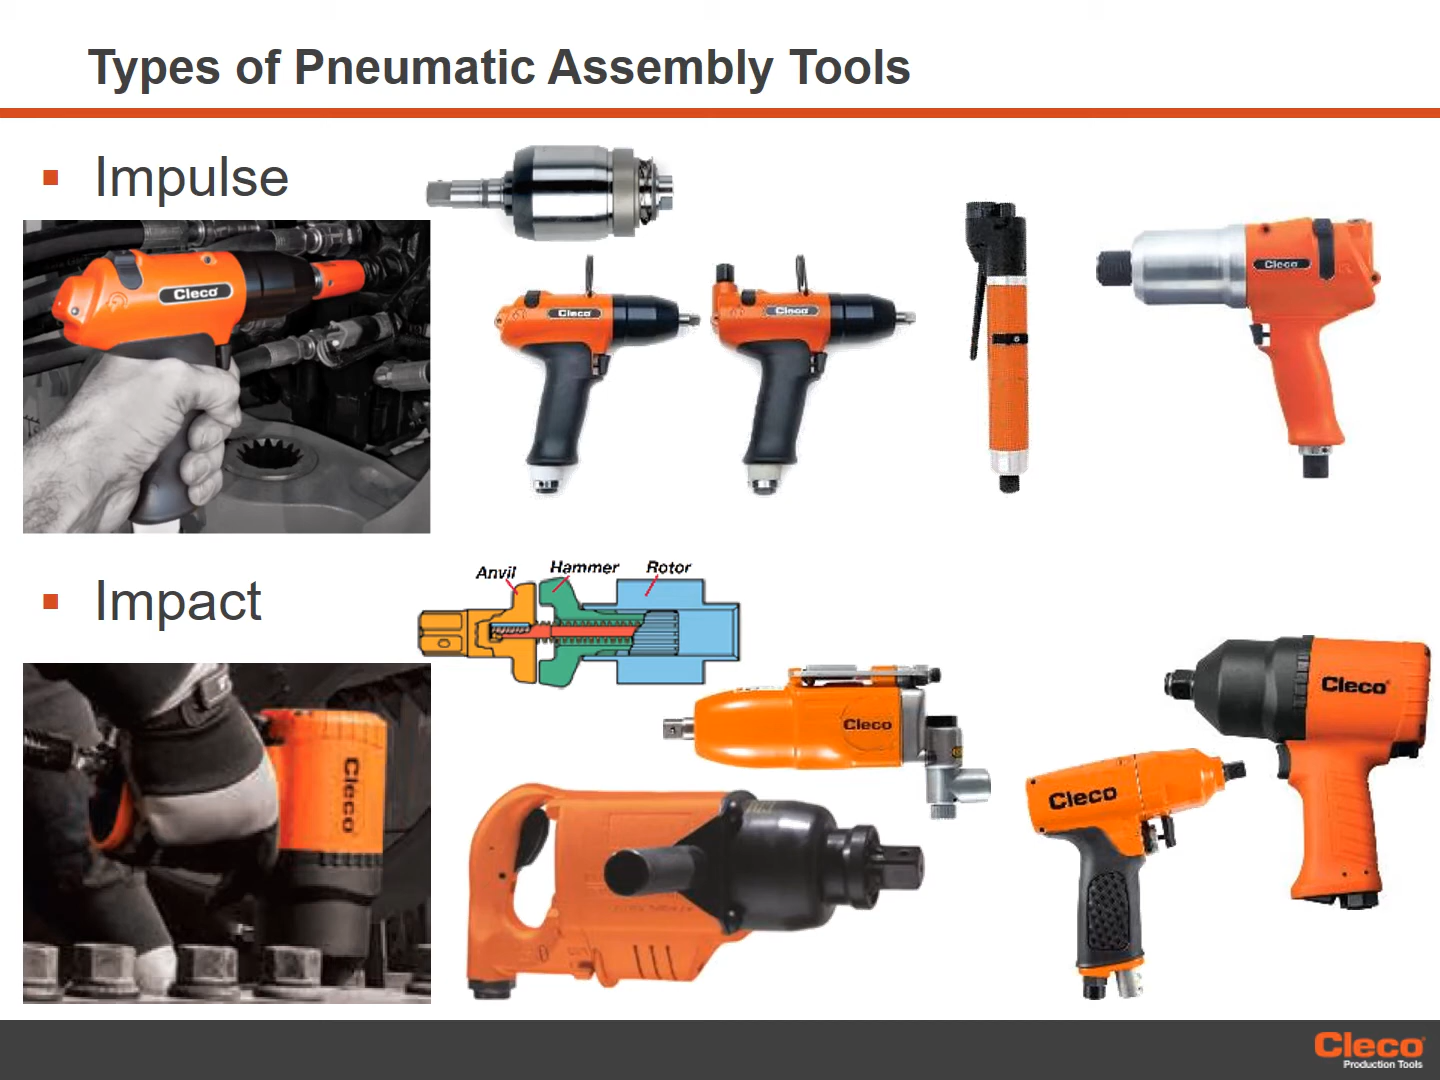 Types of Pneumatic Assembly Tools
Impulse
Cleco
Cleco
Cleco
Cleco
Impact
Anvil
Hammer
Rotor
Cleco
Cleco
Cleco
Cleco
Cleco
Production Tools